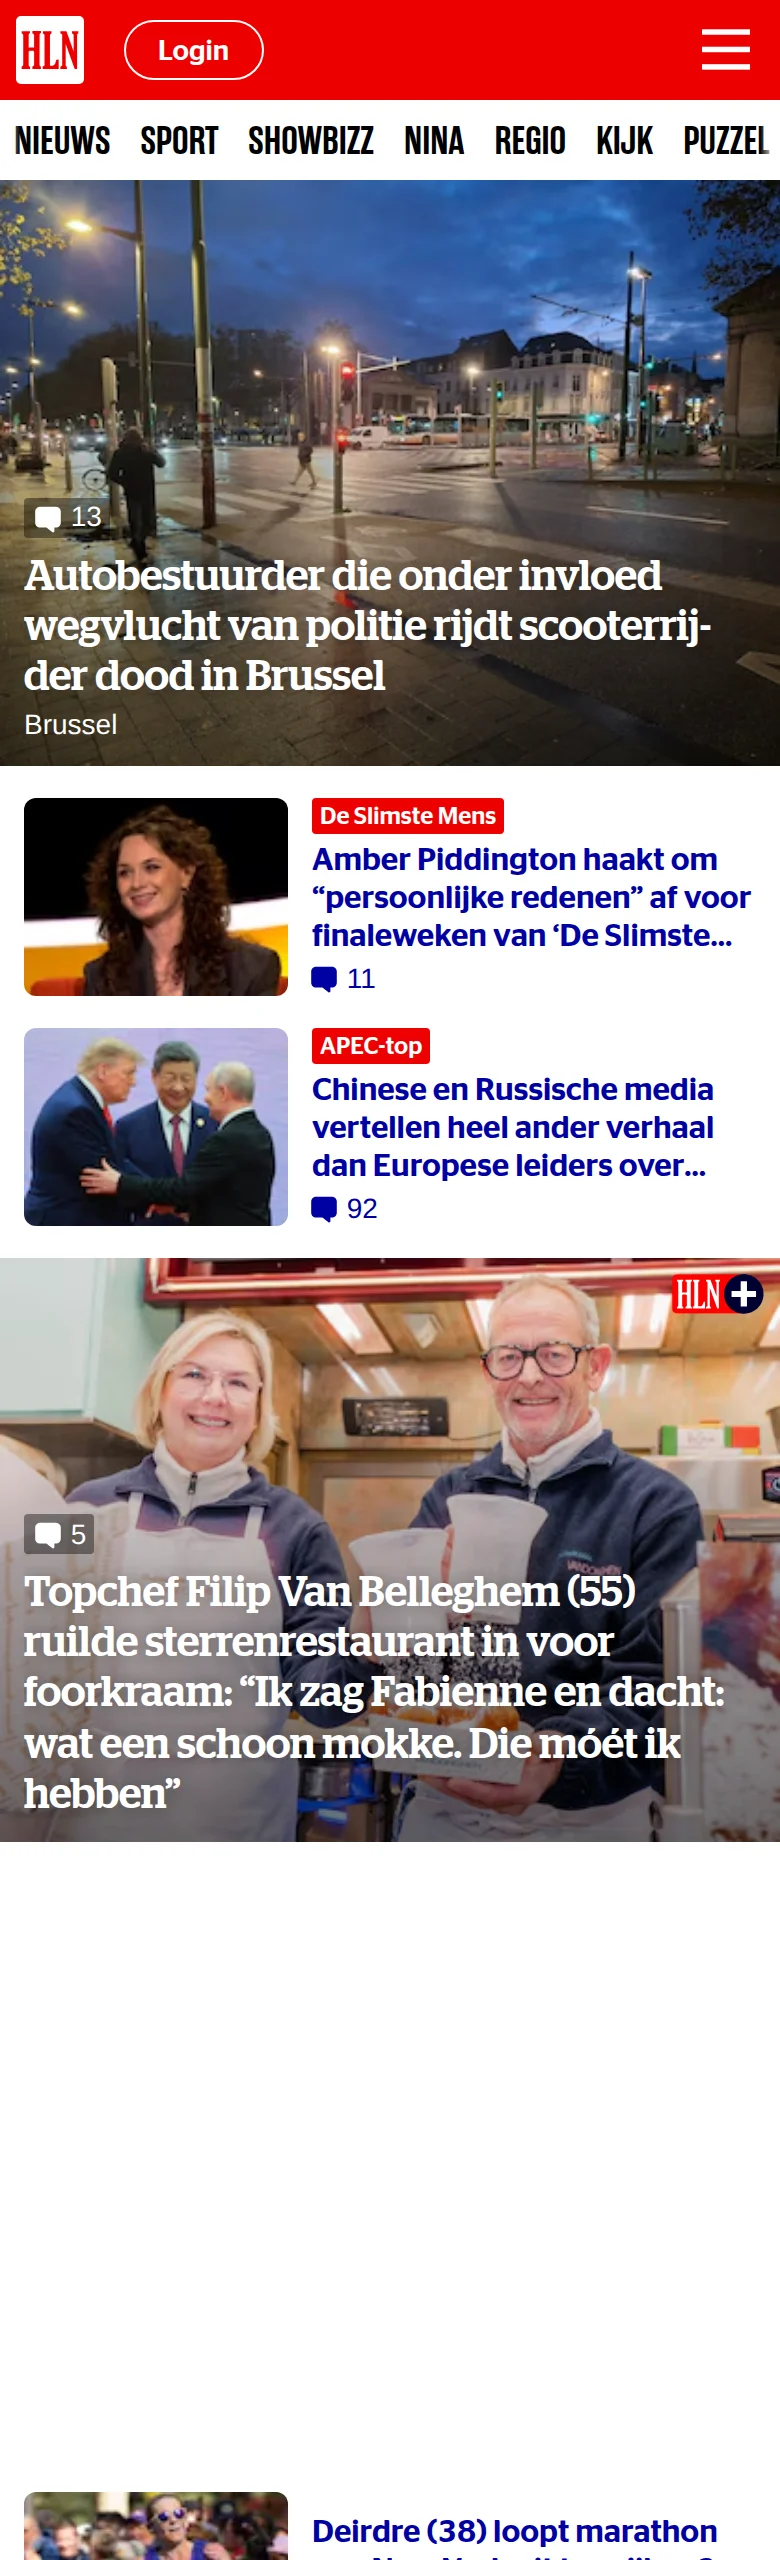 HLN
Login
NIEUWS SPORT SHOWBIZZ NINA REGIO KIJK PUZZEL
13
Autobestuurder die onder invloed
wegvlucht van politie rijdt scooterrij-
der dood in Brussel
Brussel
De Slimste Mens
Amber Piddington haakt om
“persoonlijke redenen” af voor
finaleweken van ‘De Slimste...
11
APEC-top
Chinese en Russische media
vertellen heel ander verhaal
dan Europese leiders over...
92
HLN+
5
Topchef Filip Van Belleghem (55)
ruilde sterrenrestaurant in voor
foorkraam: “Ik zag Fabienne en dacht:
wat een schoon mokke. Die móét ik
hebben”
Deirdre (38) loopt marathon